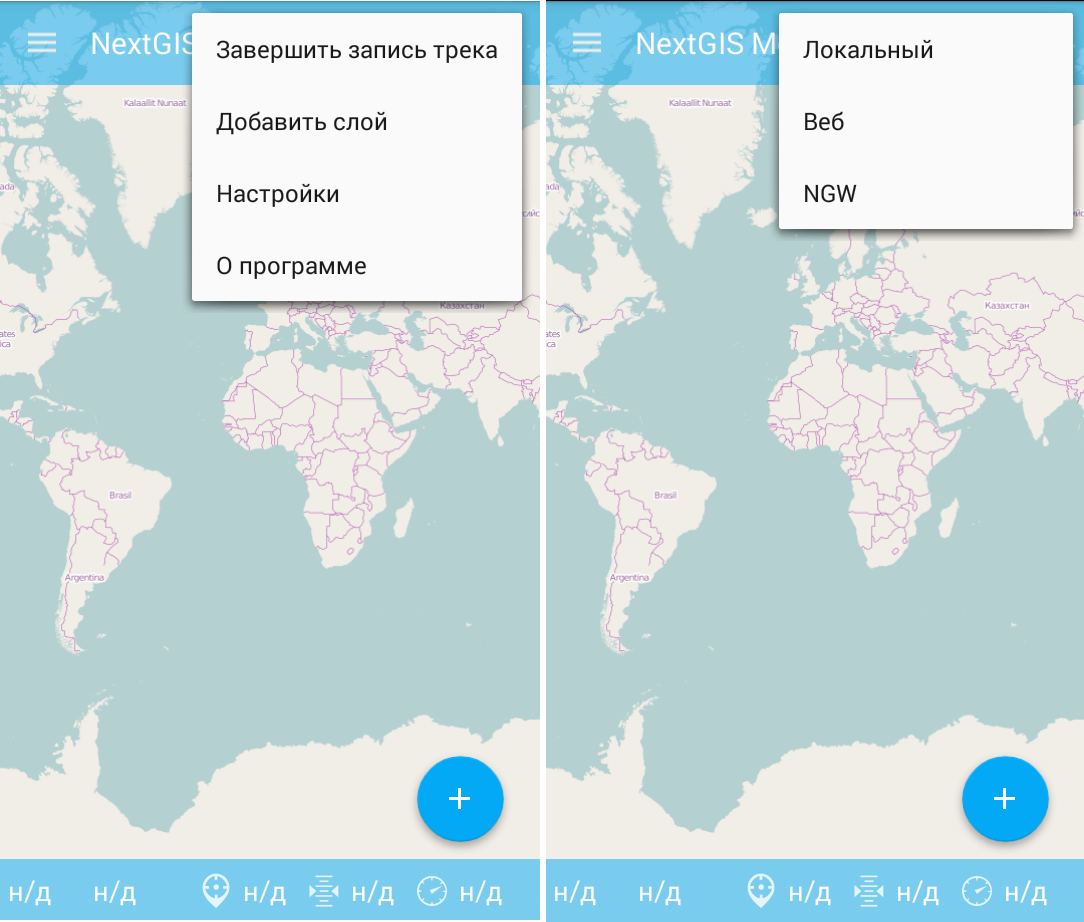 NextGIS
Завершить запись трека
Добавить слой
Настройки
О программе
Kalaallit Nunaat
Казахстан
Brasil
Argentina
н/д
н/д
н/д
н/д
н/д
NextGIS M
Локальный
Веб
NGW
Kalaallit Nunaat
Казахстан
Brasil
Argentina
н/д
н/д
н/д
н/д
н/д